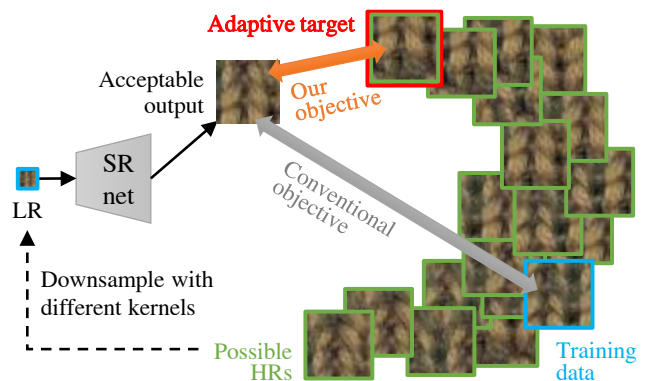 Adaptive target
Acceptable
output
Our
objective
SR
net
LR
Conventional
objective
Downsample with
different kernels
Possible
HRs
Training
data